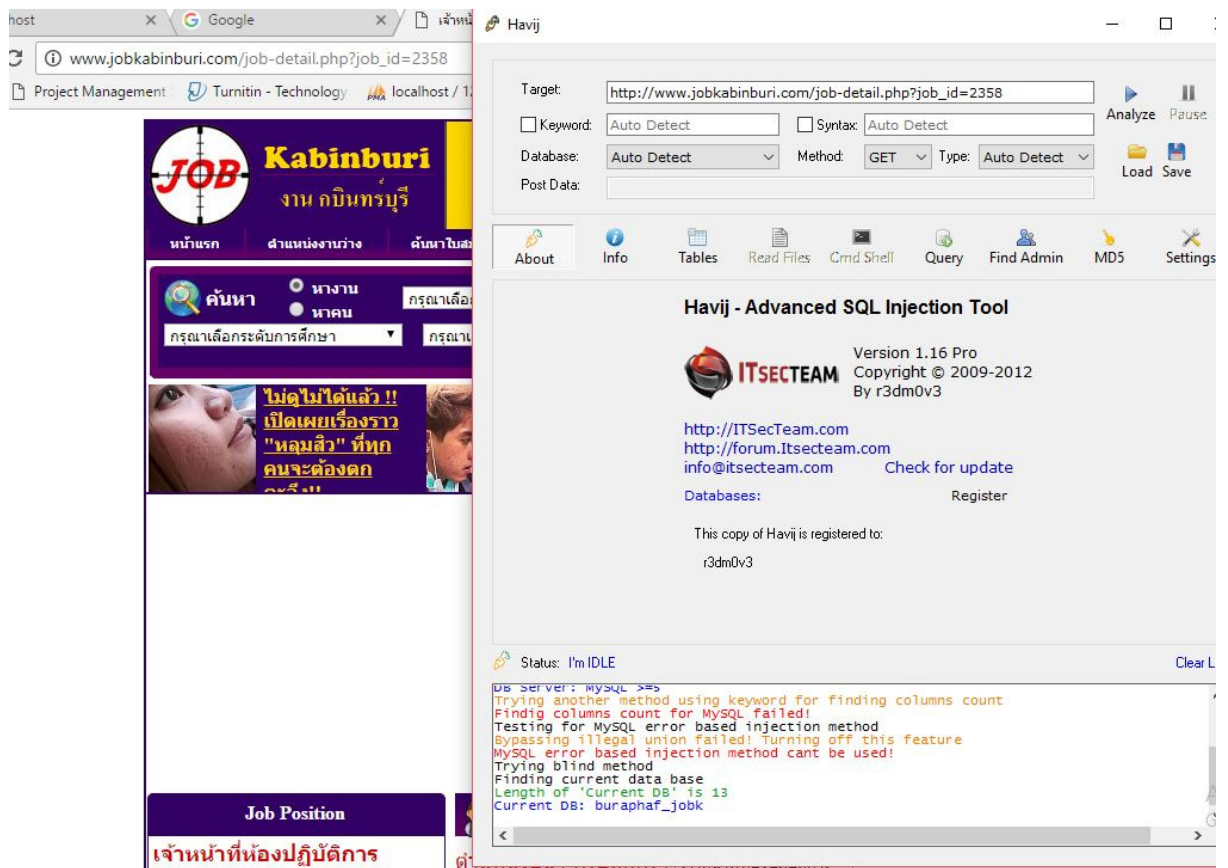 host
Google
www.jobkabinburi.com/job-detail.php?job_id=2358
Project Management
Turnitin - Technology
localhost /
JOB
Kabinburi
งาน กบินทร์บุรี
หน้าแรก
ตำแหน่งงานว่าง
ค้นหา
หางาน
หาคน
กรุณาเลือกระดับการศึกษา
ไม่ดูไม่ได้แล้ว !!
เปิดเผยเรื่องราว
"หลุมสิว" ที่ทุก
คนจะต้องตก
Job Position
เจ้าหน้าที่ห้องปฏิบัติการ
Havij
Target:
http://www.jobkabinburi.com/job-detail.php?job_id=2358
Analyze
Pause
Keyword:
Auto Detect
Syntax:
Auto Detect
Database:
Auto Detect
Method:
GET
Type:
Auto Detect
Load
Save
Post Data:
About
Info
Tables
Read Files
Cmd Shell
Query
Find Admin
MD5
Settings
Havij - Advanced SQL Injection Tool
ITSECTEAM
Version 1.16 Pro
Copyright © 2009-2012
By r3dm0v3
http://ITSecTeam.com
http://forum.Itsecteam.com
info@itsecteam.com
Check for update
Databases:
Register
This copy of Havij is registered to:
r3dm0v3
Status: I'm IDLE
Clear L
DB Server: MySQL >=5
Trying another method using keyword for finding columns count
Findig columns count for MySQL failed!
Testing for MySQL error based injection method
Bypassing illegal union failed! Turning off this feature
MySQL error based injection method cant be used!
Trying blind method
Finding current data base
Length of 'Current DB' is 13
Current DB: buraphaf_jobk